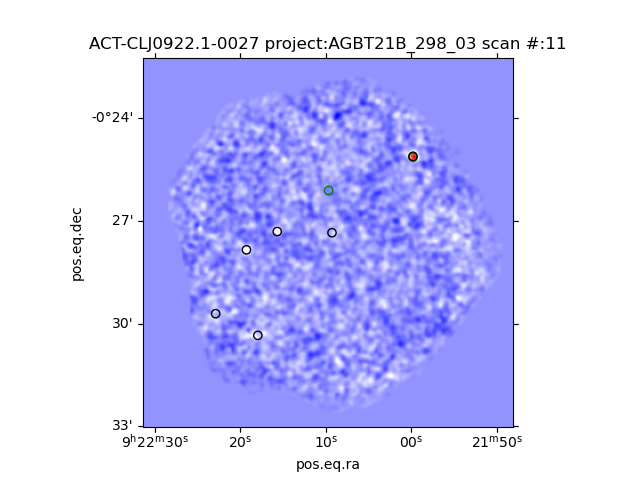 ACT-CLJ0922.1-0027 project:AGBT21B_298_03 scan #:11
-0°24'
27'
30'
33'
pos.eq.dec
9ʰ22ᵐ30ˢ 20ˢ 10ˢ 00ˢ 21ᵐ50ˢ
pos.eq.ra